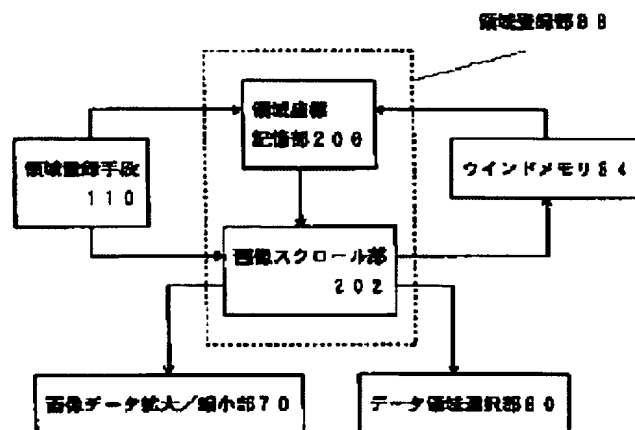 領域登録部88
領域座標
記憶部206
領域登録手段
110
ウインドメモリ84
画像スクロール部
202
画像データ拡大／縮小部70
データ領域選択部60